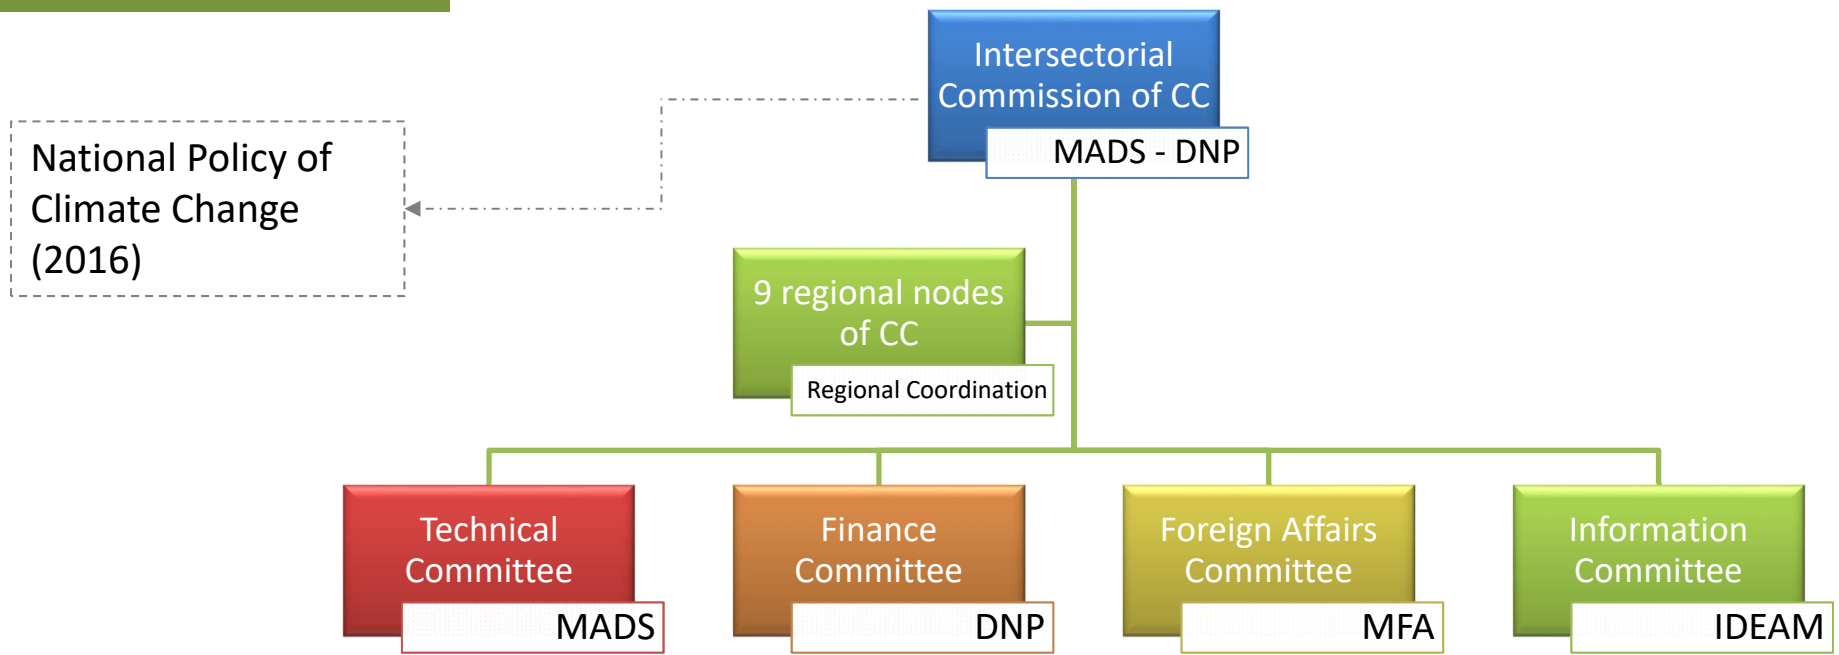 Intersectorial
Commission of CC
MADS - DNP
National Policy of
Climate Change
(2016)
9 regional nodes
of CC
Regional Coordination
Technical
Committee
MADS
Finance
Committee
DNP
Foreign Affairs
Committee
MFA
Information
Committee
IDEAM